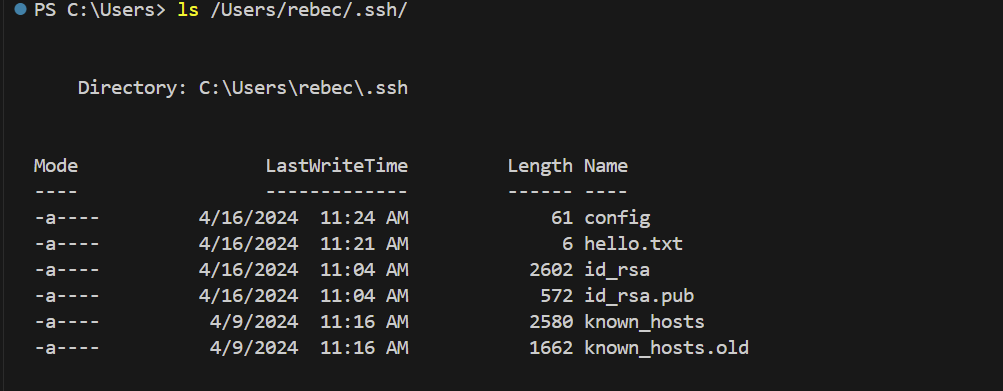 PS C:\Users> ls /Users/rebec/.ssh/
Directory: C:\Users\rebec\.ssh
Mode LastWriteTime Length Name
---- ------------- ------ ----
-a---- 4/16/2024 11:24 AM 61 config
-a---- 4/16/2024 11:21 AM 6 hello.txt
-a---- 4/16/2024 11:04 AM 2602 id_rsa
-a---- 4/16/2024 11:04 AM 572 id_rsa.pub
-a---- 4/9/2024 11:16 AM 2580 known_hosts
-a---- 4/9/2024 11:16 AM 1662 known_hosts.old